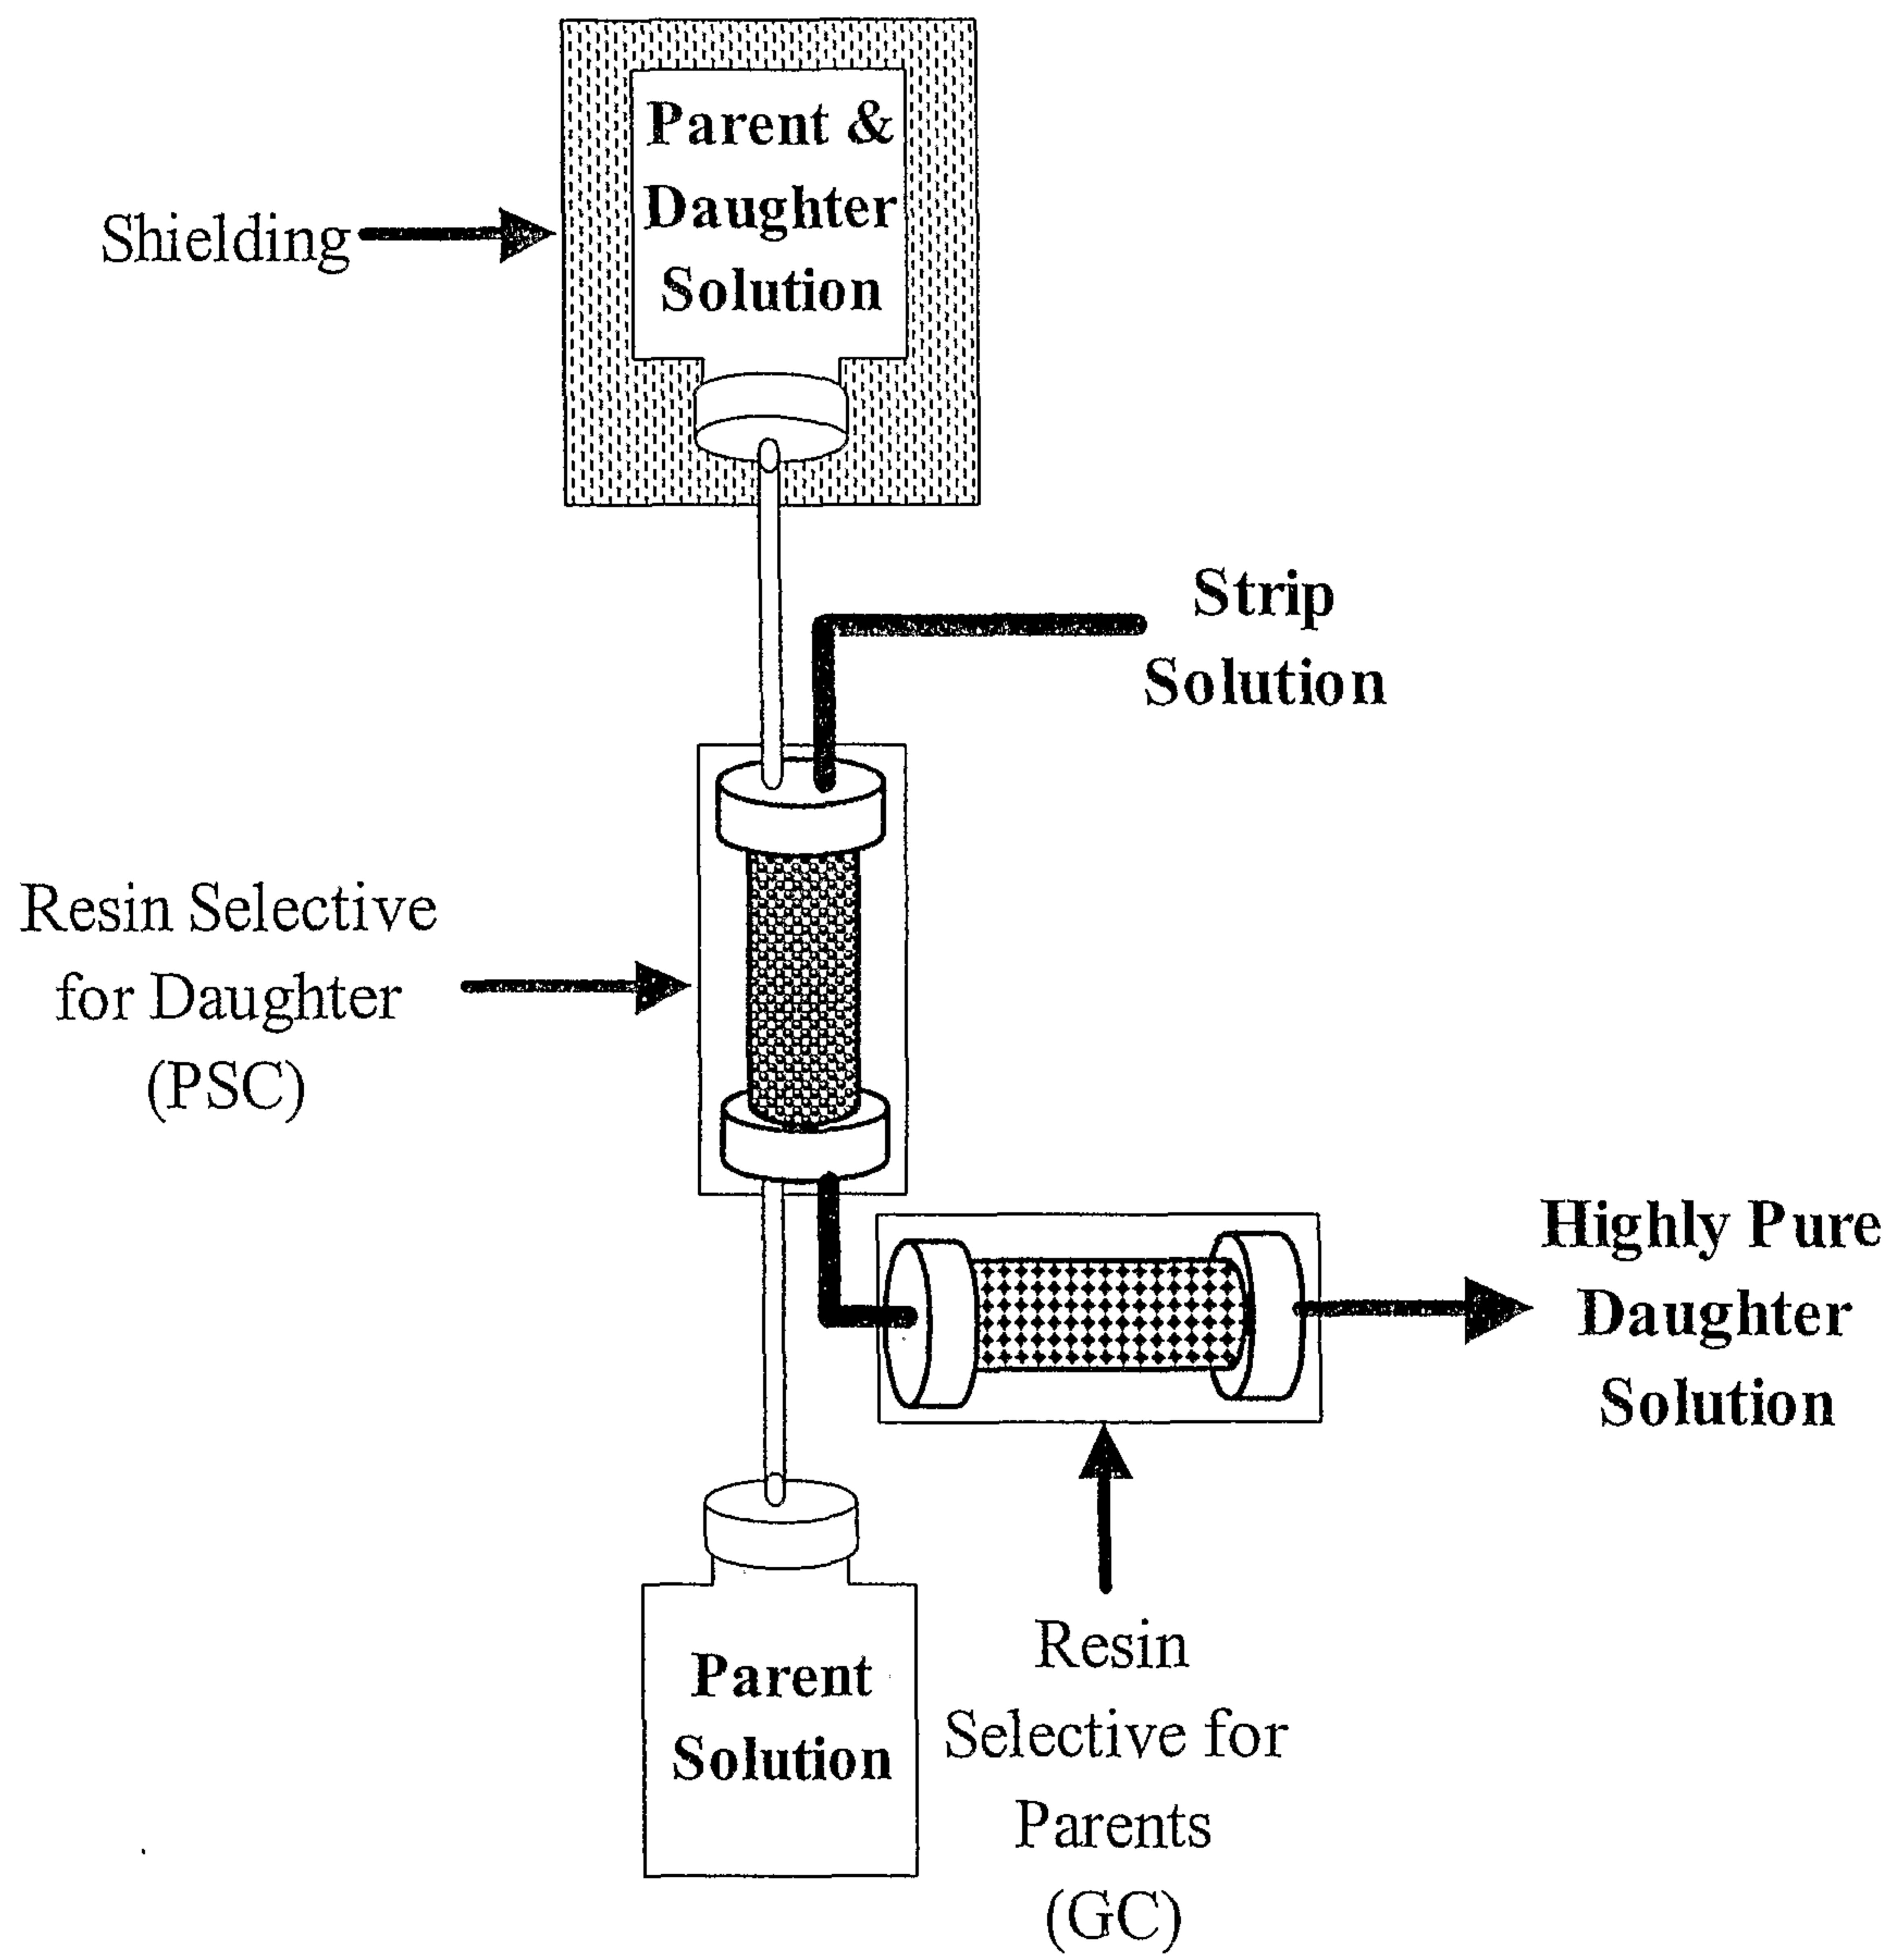 Parent &
Daughter
Solution
Shielding
Strip
Solution
Resin Selective
for Daughter
(PSC)
Highly Pure
Daughter
Solution
Parent
Solution
Resin
Selective for
Parents
(GC)